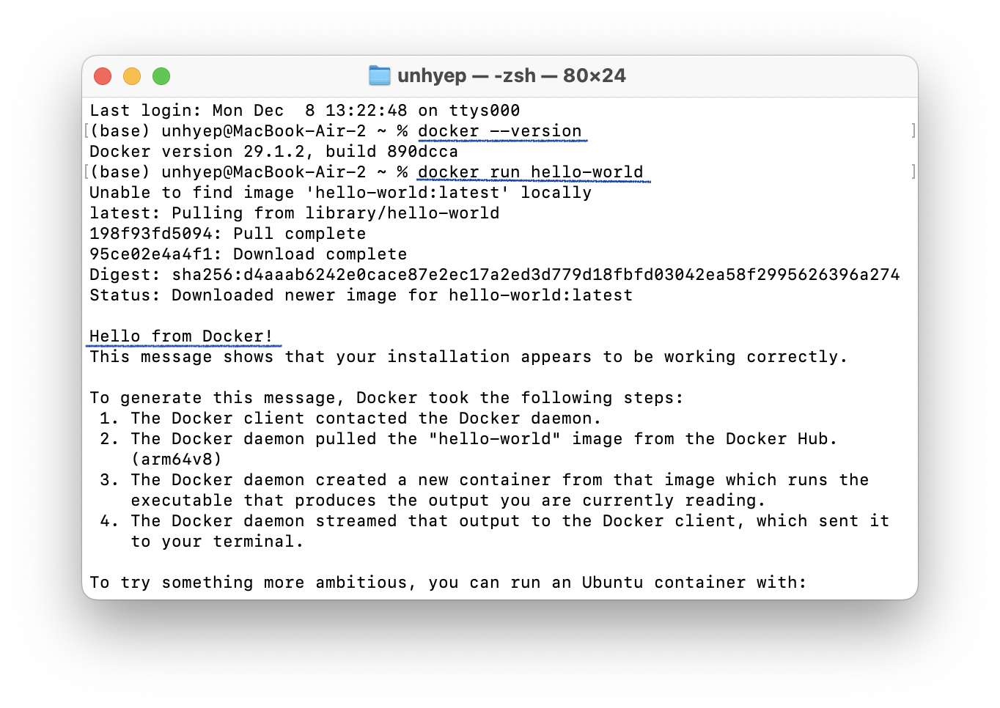 unhyep — -zsh — 80×24
Last login: Mon Dec  8 13:22:48 on ttys000
[(base) unhyep@MacBook-Air-2 ~ % docker --version ]
Docker version 29.1.2, build 890dcca
[(base) unhyep@MacBook-Air-2 ~ % docker run hello-world ]
Unable to find image 'hello-world:latest' locally
latest: Pulling from library/hello-world
198f93fd5094: Pull complete
95ce02e4a4f1: Download complete
Digest: sha256:d4aaab6242e0cace87e2ec17a2ed3d779d18fbfd03042ea58f2995626396a274
Status: Downloaded newer image for hello-world:latest

Hello from Docker!
This message shows that your installation appears to be working correctly.

To generate this message, Docker took the following steps:
 1. The Docker client contacted the Docker daemon.
 2. The Docker daemon pulled the "hello-world" image from the Docker Hub.
    (arm64v8)
 3. The Docker daemon created a new container from that image which runs the
    executable that produces the output you are currently reading.
 4. The Docker daemon streamed that output to the Docker client, which sent it
    to your terminal.

To try something more ambitious, you can run an Ubuntu container with: